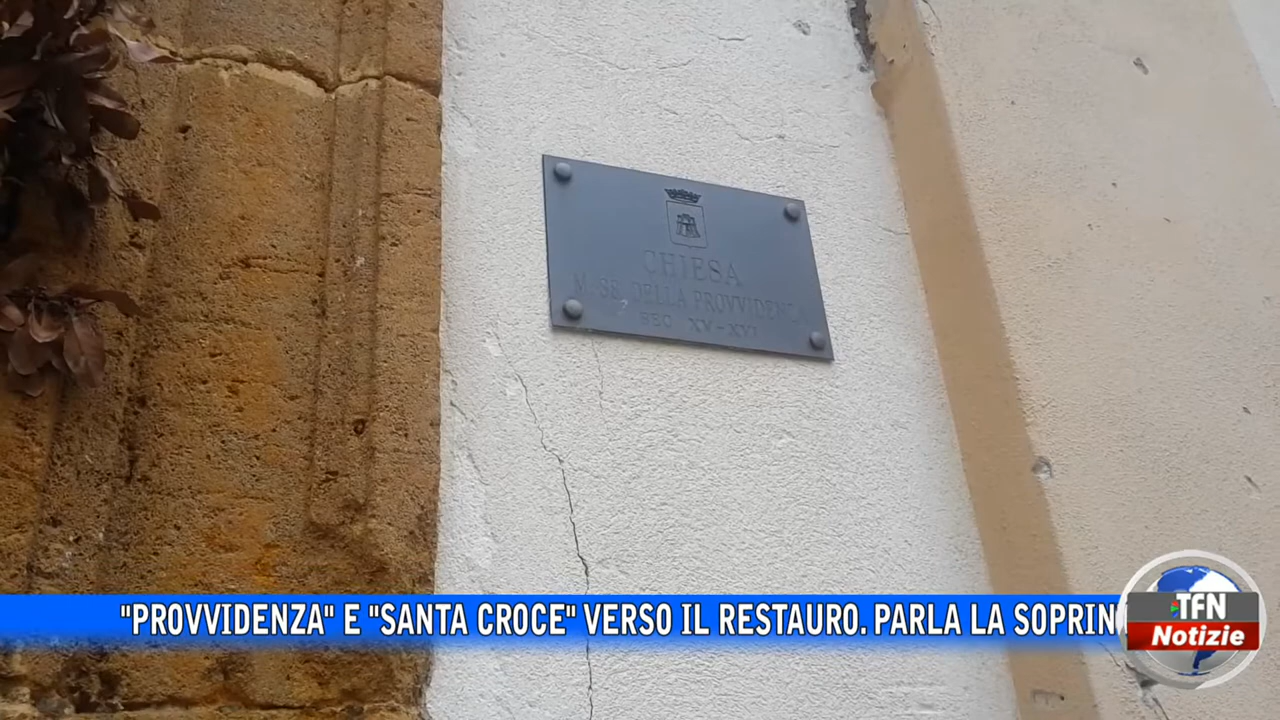 CHIESA
M. SS. DELLA PROVVIDENZA
SEC XV-XVI
"PROVVIDENZA" E "SANTA CROCE" VERSO IL RESTAURO. PARLA LA SOPRIN
TFN
Notizie